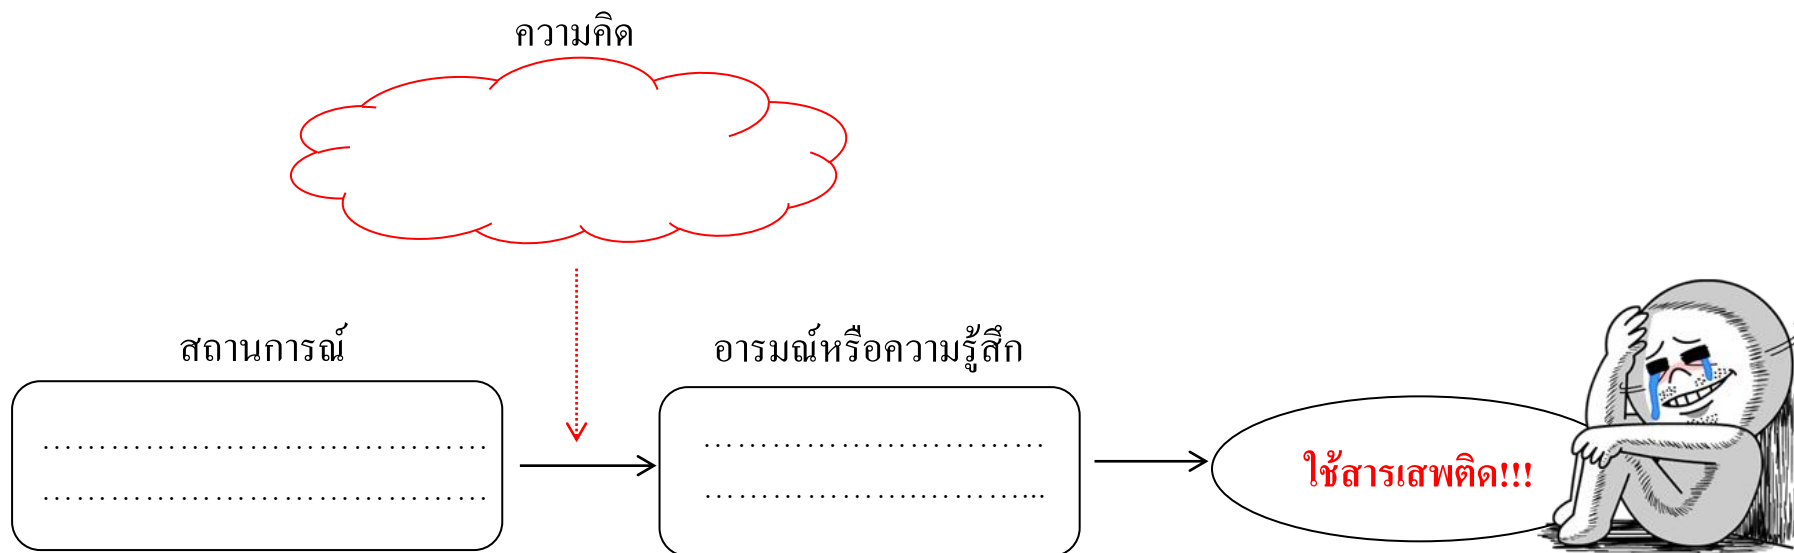 ความคิด
สถานการณ์
อารมณ์หรือความรู้สึก
……………………………………
……………………………………
……………………………
……………………………...
ใช้สารเสพติด!!!